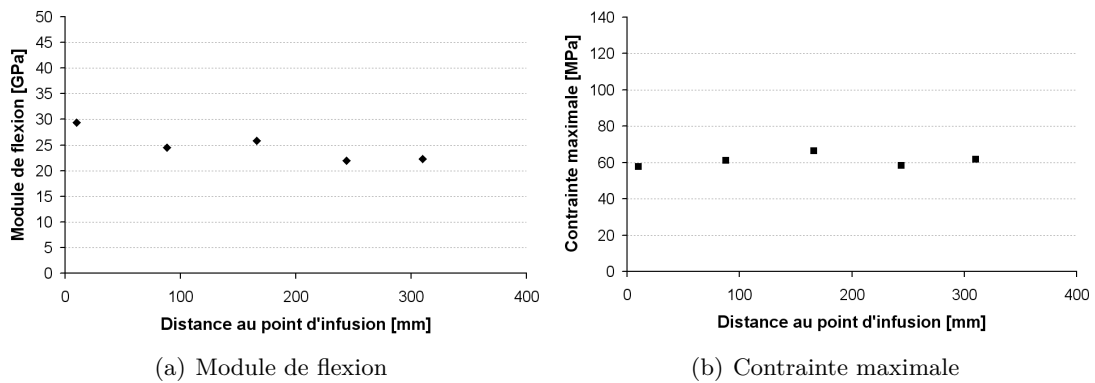 50
45
40
35
30
25
20
15
10
5
0
Module de flexion [GPa]
0 100 200 300 400
Distance au point d'infusion [mm]
(a) Module de flexion
140
120
100
80
60
40
20
0
Contrainte maximale [MPa]
0 100 200 300 400
Distance au point d'infusion [mm]
(b) Contrainte maximale